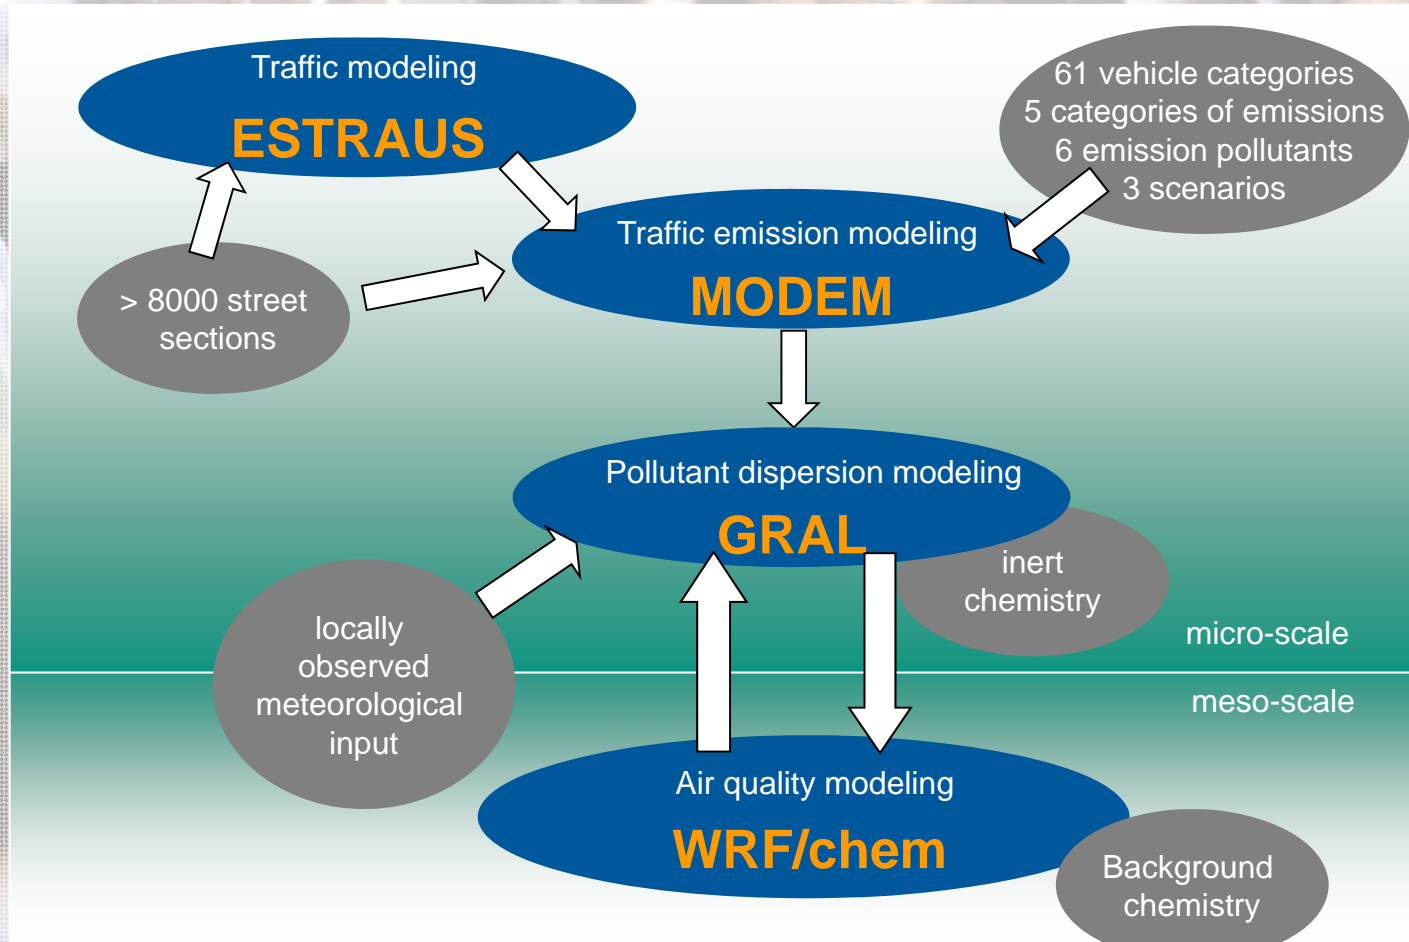 Traffic modeling
ESTRAUS
61 vehicle categories
5 categories of emissions
6 emission pollutants
3 scenarios
Traffic emission modeling
MODEM
> 8000 street
sections
Pollutant dispersion modeling
GRAL
inert
chemistry
locally
observed
meteorological
input
micro-scale
meso-scale
Air quality modeling
WRF/chem
Background
chemistry